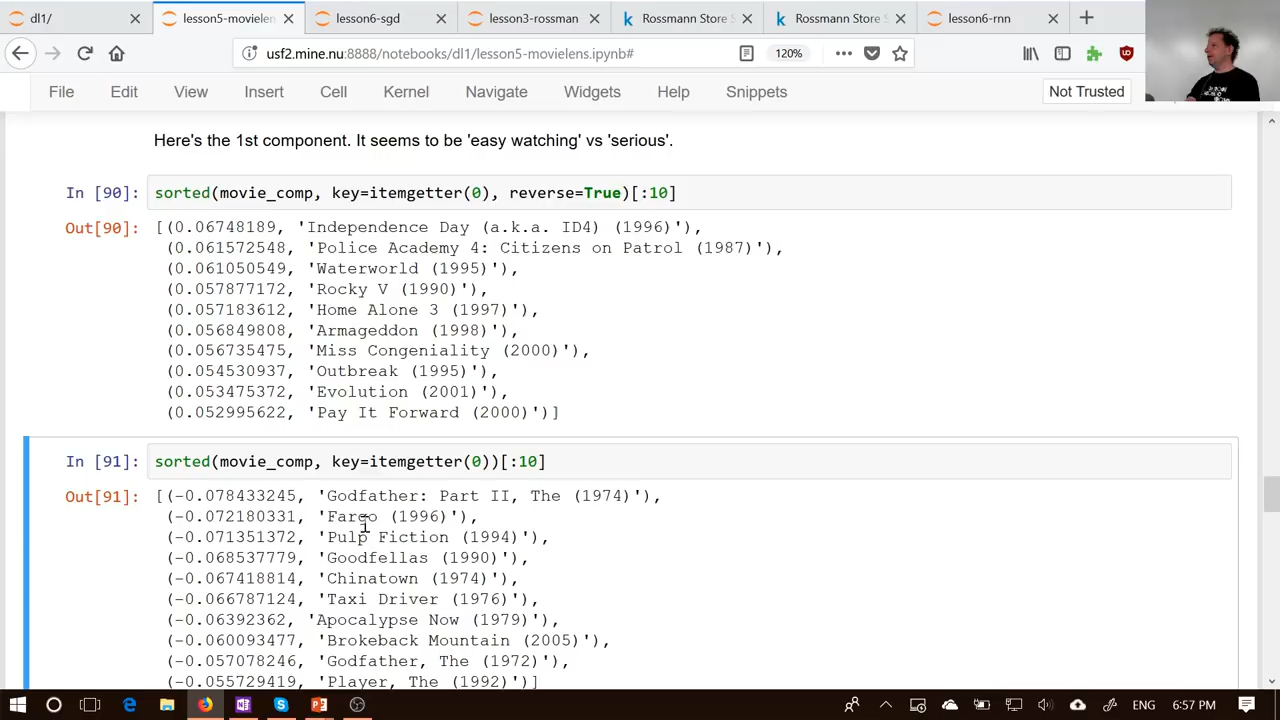 dl1/ lesson5-movielen lesson6-sgd lesson3-rossman Rossmann Store S Rossmann Store S lesson6-rnn
usf2.mine.nu:8888/notebooks/dl1/lesson5-movielens.ipynb# 120%
File Edit View Insert Cell Kernel Navigate Widgets Help Snippets Not Trusted
Here's the 1st component. It seems to be 'easy watching' vs 'serious'.
In [90]: sorted(movie_comp, key=itemgetter(0), reverse=True)[:10]
Out[90]: [(0.06748189, 'Independence Day (a.k.a. ID4) (1996)'),
(0.061572548, 'Police Academy 4: Citizens on Patrol (1987)'),
(0.061050549, 'Waterworld (1995)'),
(0.057877172, 'Rocky V (1990)'),
(0.057183612, 'Home Alone 3 (1997)'),
(0.056849808, 'Armageddon (1998)'),
(0.056735475, 'Miss Congeniality (2000)'),
(0.054530937, 'Outbreak (1995)'),
(0.053475372, 'Evolution (2001)'),
(0.052995622, 'Pay It Forward (2000)')]
In [91]: sorted(movie_comp, key=itemgetter(0))[:10]
Out[91]: [(-0.078433245, 'Godfather: Part II, The (1974)'),
(-0.072180331, 'Fargo (1996)'),
(-0.071351372, 'Pulp Fiction (1994)'),
(-0.068537779, 'Goodfellas (1990)'),
(-0.067418814, 'Chinatown (1974)'),
(-0.066787124, 'Taxi Driver (1976)'),
(-0.06392362, 'Apocalypse Now (1979)'),
(-0.060093477, 'Brokeback Mountain (2005)'),
(-0.057078246, 'Godfather, The (1972)'),
(-0.055729419, 'Player, The (1992)')]
ENG 6:57 PM